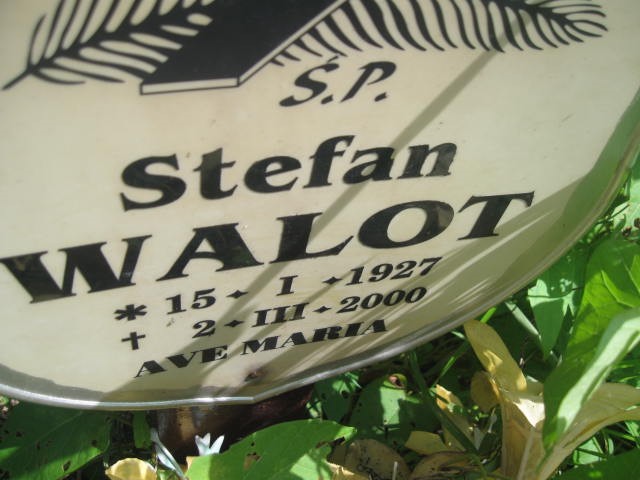 Ś.P.
Stefan
WALOT
* 15 ✦ I ✦ 1927
† 2 ✦ III ✦ 2000
AVE MARIA